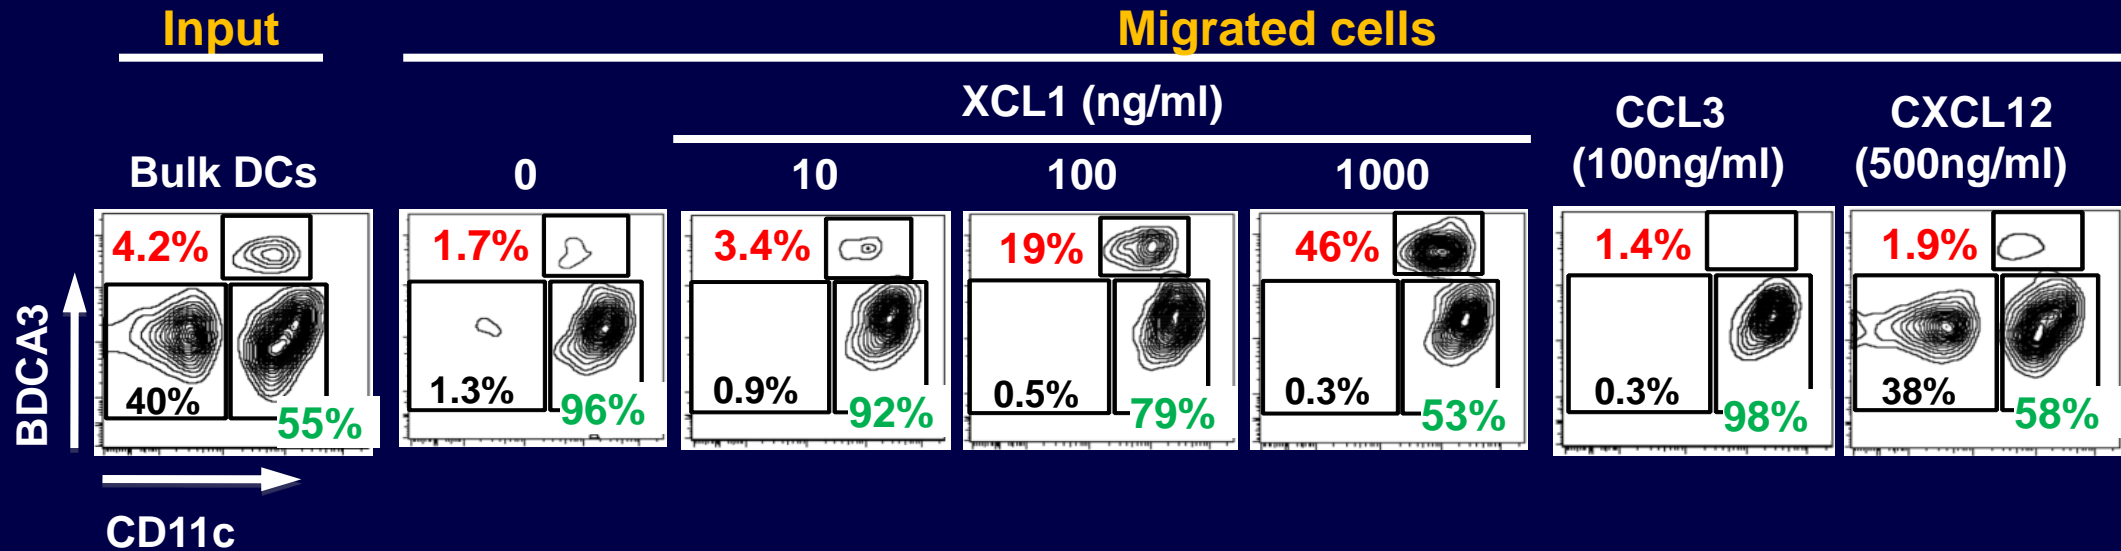 Input
Migrated cells
XCL1 (ng/ml)
Bulk DCs
0
10
100
1000
CCL3
(100ng/ml)
CXCL12
(500ng/ml)
BDCA3
4.2%
40%
55%
1.7%
1.3%
96%
3.4%
0.9%
92%
19%
0.5%
79%
46%
0.3%
53%
1.4%
0.3%
98%
1.9%
38%
58%
CD11c